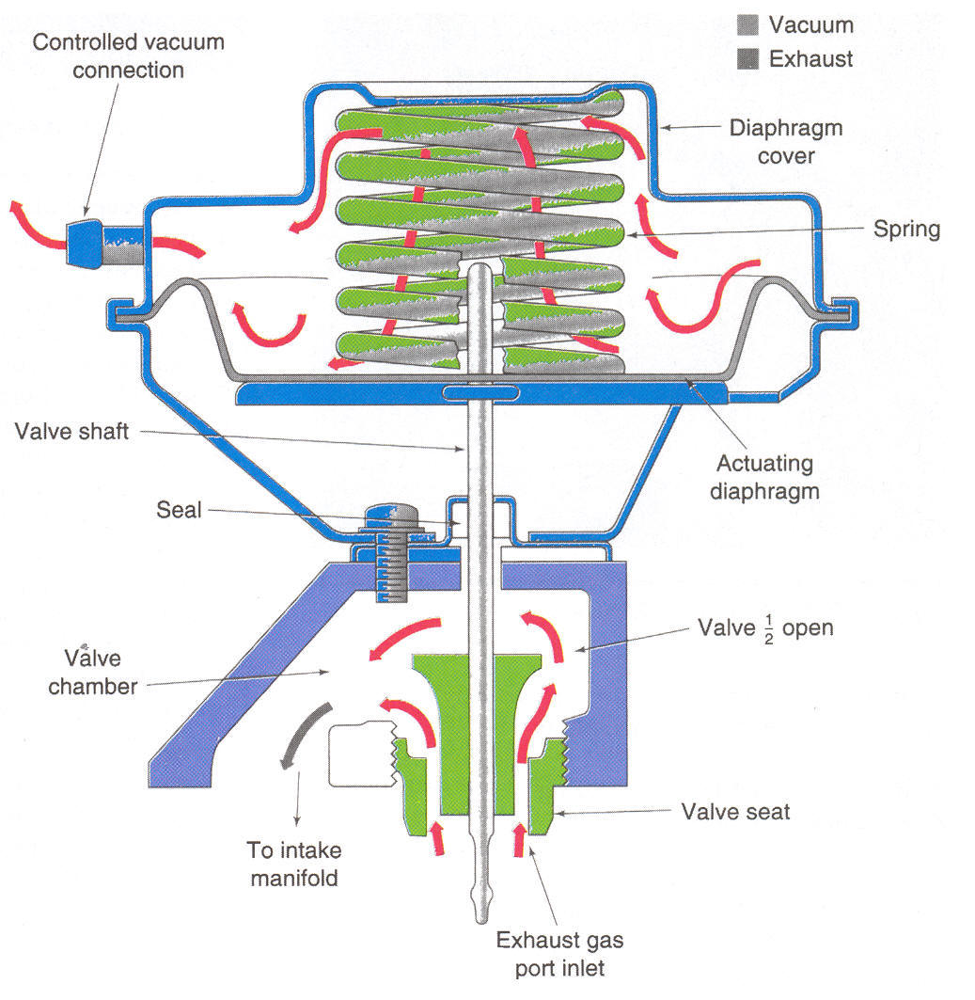 Controlled vacuum
connection
Vacuum
Exhaust
Diaphragm
cover
Spring
Valve shaft
Actuating
diaphragm
Seal
Valve 1/2 open
Valve
chamber
Valve seat
To intake
manifold
Exhaust gas
port inlet